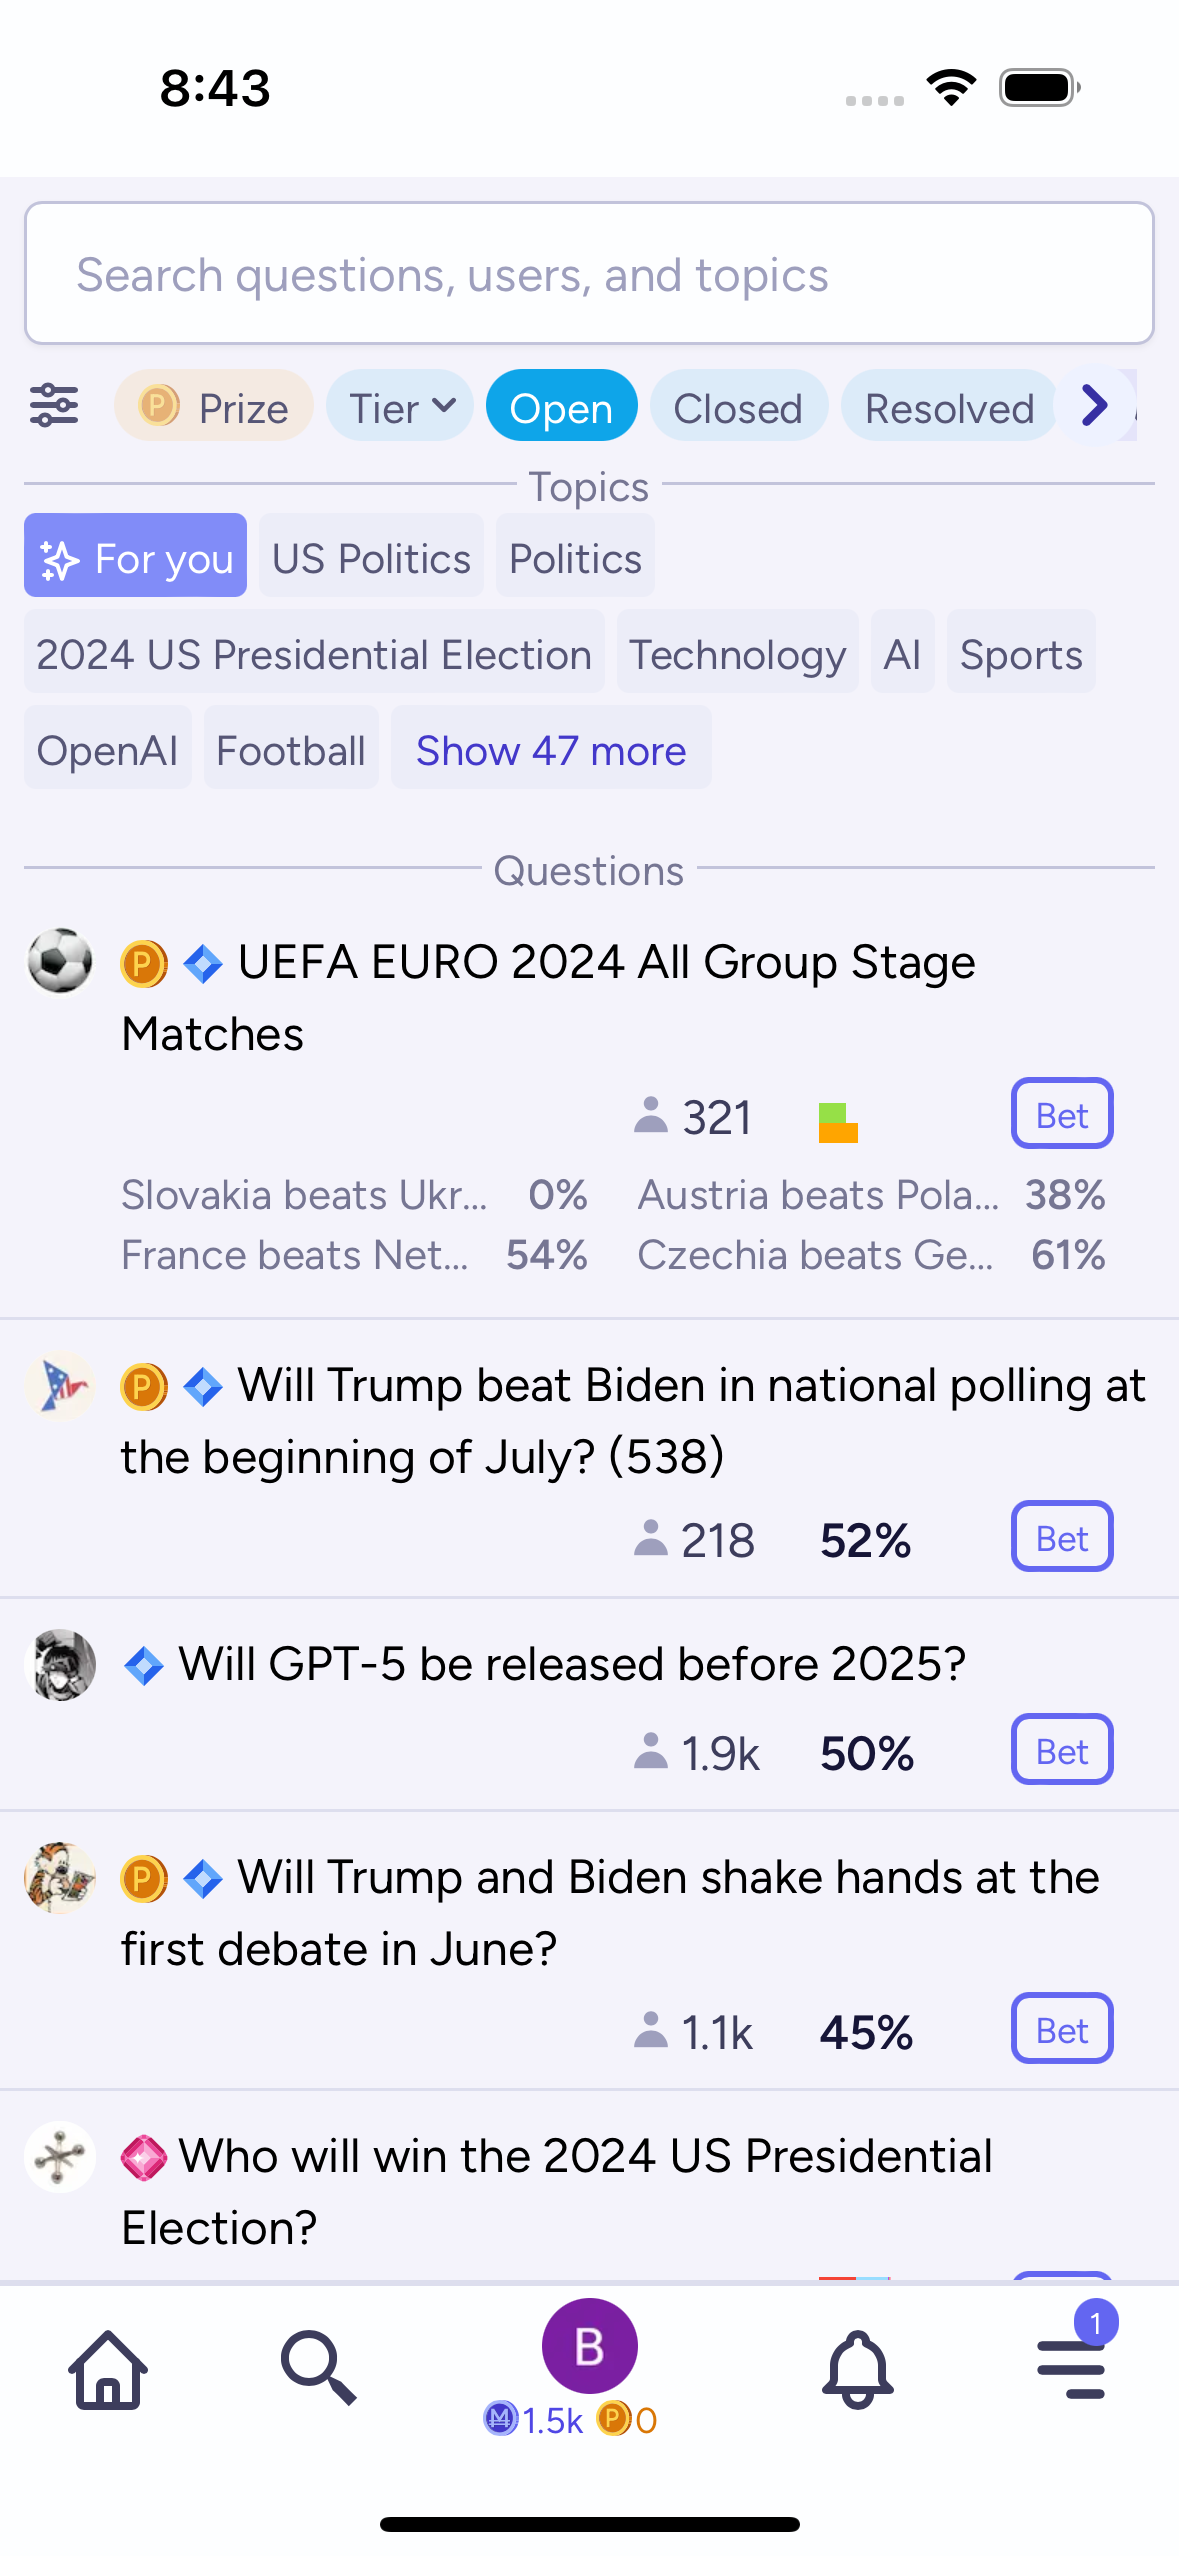 8:43
Search questions, users, and topics
P Prize Tier Open Closed Resolved
Topics
For you US Politics Politics
2024 US Presidential Election Technology AI Sports
OpenAI Football Show 47 more
Questions
P UEFA EURO 2024 All Group Stage
Matches
321 Bet
Slovakia beats Ukr... 0% Austria beats Pola... 38%
France beats Net... 54% Czechia beats Ge... 61%
P Will Trump beat Biden in national polling at
the beginning of July? (538)
218 52% Bet
Will GPT-5 be released before 2025?
1.9k 50% Bet
P Will Trump and Biden shake hands at the
first debate in June?
1.1k 45% Bet
Who will win the 2024 US Presidential
Election?
1
B
M 1.5k P 0